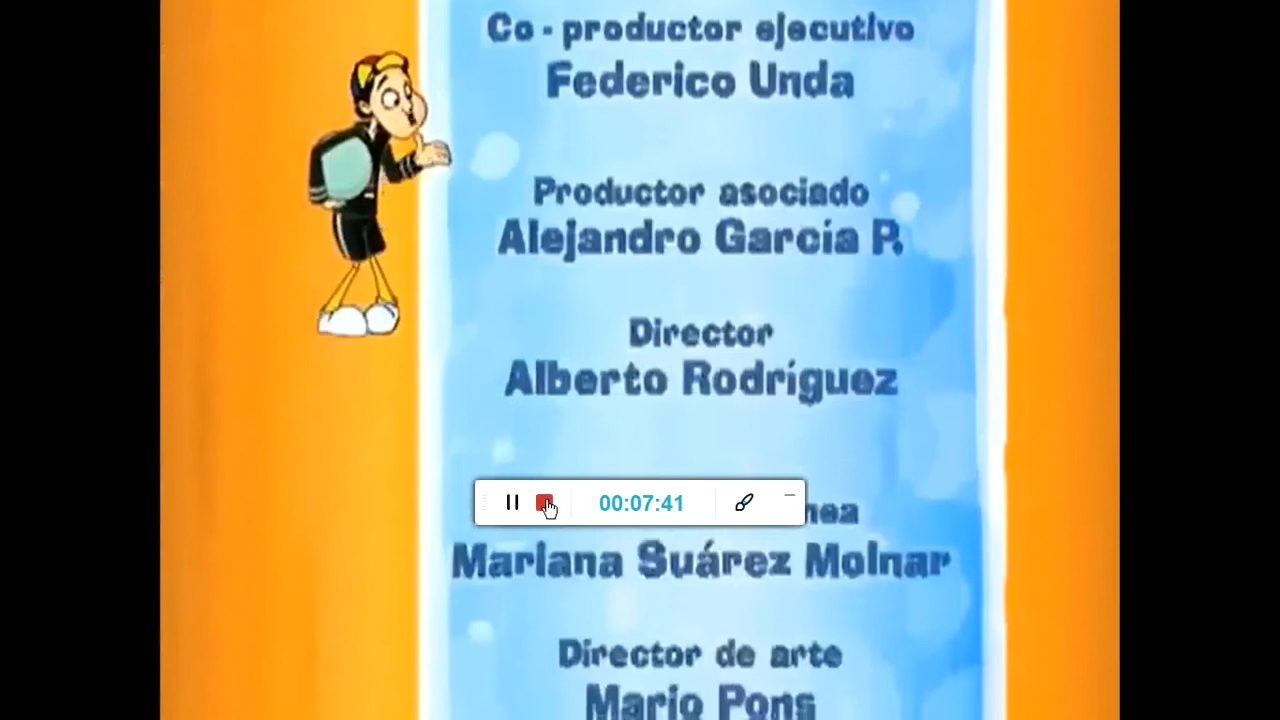 Co - productor ejecutivo
Federico Unda
Productor asociado
Alejandro García P.
Director
Alberto Rodríguez
00:07:41
Mariana Suárez Molnar
Director de arte
Mario Pons